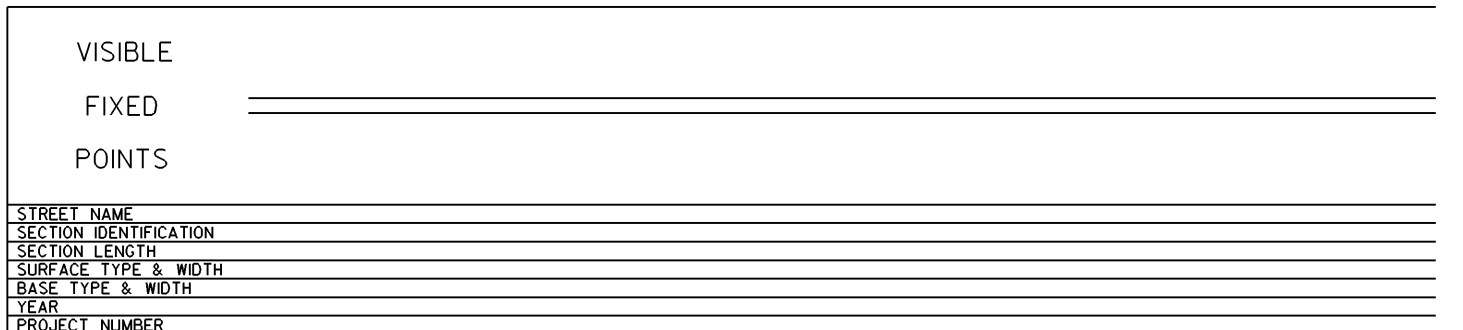 VISIBLE
FIXED
POINTS
STREET NAME
SECTION IDENTIFICATION
SECTION LENGTH
SURFACE TYPE & WIDTH
BASE TYPE & WIDTH
YEAR
PROJECT NUMBER